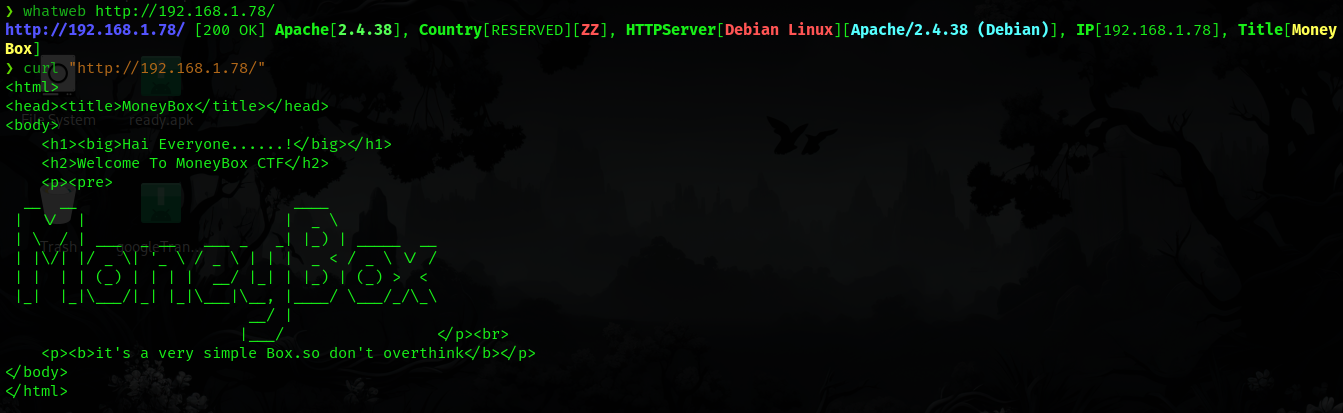 ❯ whatweb http://192.168.1.78/
http://192.168.1.78/ [200 OK] Apache[2.4.38], Country[RESERVED][ZZ], HTTPServer[Debian Linux][Apache/2.4.38 (Debian)], IP[192.168.1.78], Title[Money
Box]
❯ curl "http://192.168.1.78/"
<html>
<head><title>MoneyBox</title></head>
<body>
    <h1><big>Hai Everyone......!</big></h1>
    <h2>Welcome To MoneyBox CTF</h2>
    <p><pre>
MoneyBox
</p><br>
    <p><b>it's a very simple Box.so don't overthink</b></p>
</body>
</html>
File System
ready.apk
Trash
googleTran...